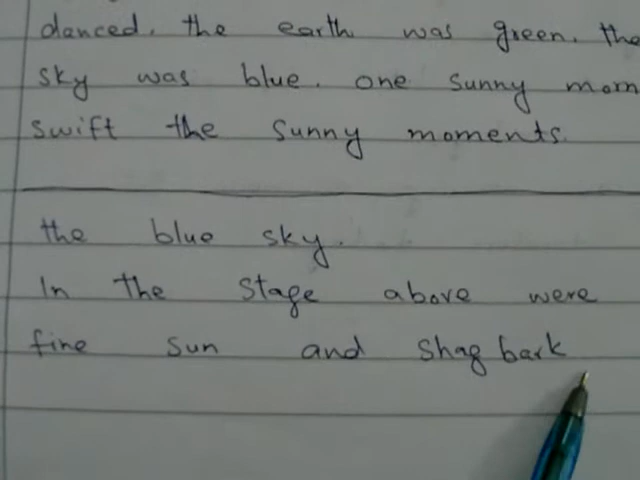 danced. the earth was green. the
sky was blue. one sunny morn
swift the sunny moments.
the blue sky.
In the stage above were
fine sun and shag bark